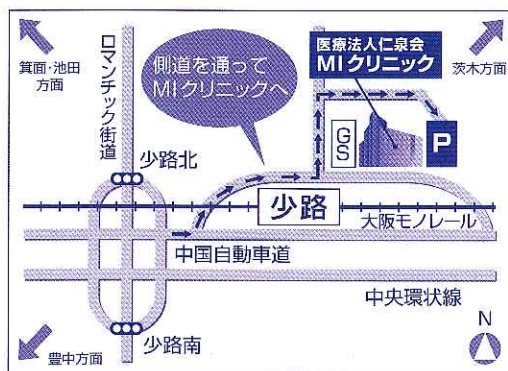 箕面・池田
方面
ロマンチック街道
側道を通って
MIクリニックへ
医療法人仁泉会
MIクリニック
茨木方面
GS
P
少路北
少路
大阪モノレール
中国自動車道
中央環状線
少路南
豊中方面
N